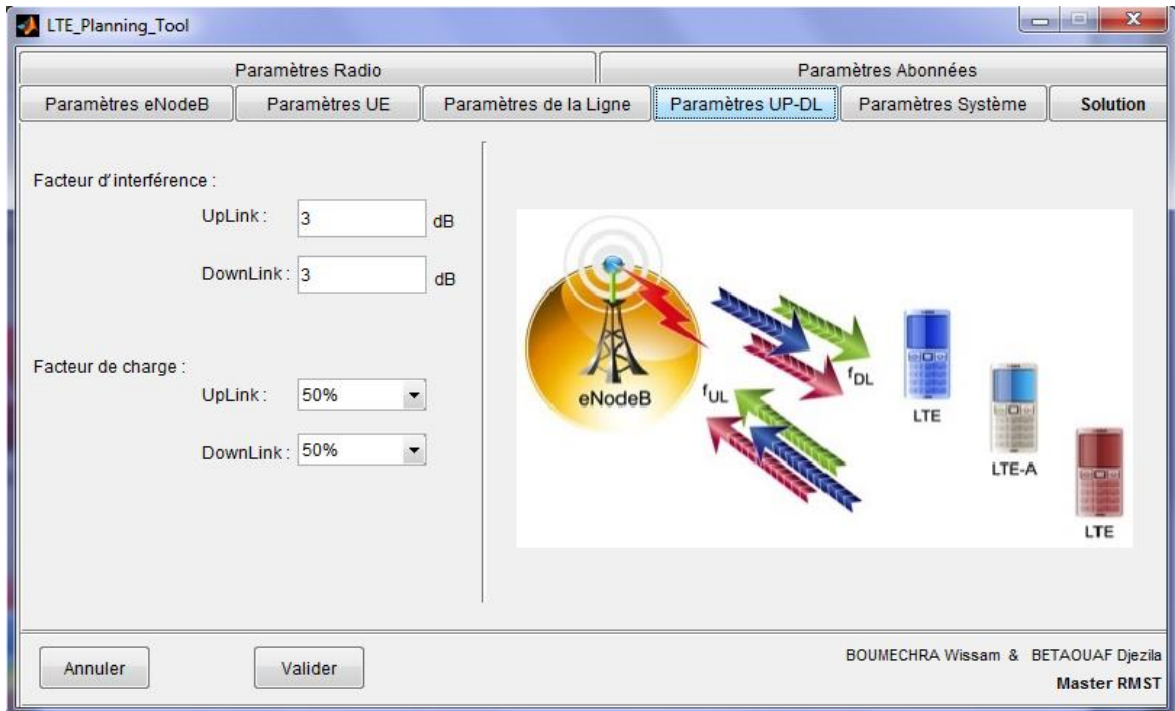 LTE_Planning_Tool
Paramètres Radio
Paramètres Abonnées
Paramètres eNodeB
Paramètres UE
Paramètres de la Ligne
Paramètres UP-DL
Paramètres Système
Solution
Facteur d'interférence :
UpLink : 3 dB
DownLink : 3 dB
Facteur de charge :
UpLink : 50%
DownLink : 50%
eNodeB
fUL
fDL
LTE
LTE-A
LTE
Annuler
Valider
BOUMECHRA Wissam & BETAOUAF Djezila
Master RMST